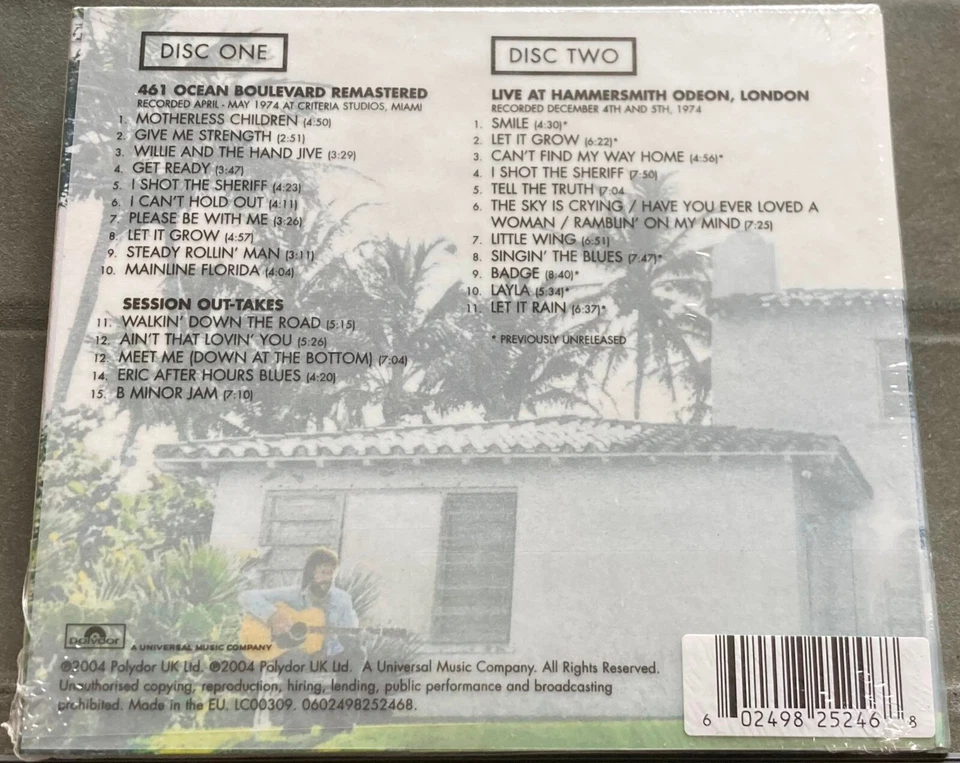 DISC ONE
461 OCEAN BOULEVARD REMASTERED
RECORDED APRIL - MAY 1974 AT CRITERIA STUDIOS, MIAMI
1. MOTHERLESS CHILDREN (4:50)
2. GIVE ME STRENGTH (2:51)
3. WILLIE AND THE HAND JIVE (3:29)
4. GET READY (3:47)
5. I SHOT THE SHERIFF (4:23)
6. I CAN'T HOLD OUT (4:11)
7. PLEASE BE WITH ME (3:26)
8. LET IT GROW (4:57)
9. STEADY ROLLIN' MAN (3:11)
10. MAINLINE FLORIDA (4:04)
SESSION OUT-TAKES
11. WALKIN' DOWN THE ROAD (5:15)
12. AIN'T THAT LOVIN' YOU (5:26)
12. MEET ME (DOWN AT THE BOTTOM) (7:04)
14. ERIC AFTER HOURS BLUES (4:20)
15. B MINOR JAM (7:10)
DISC TWO
LIVE AT HAMMERSMITH ODEON, LONDON
RECORDED DECEMBER 4TH AND 5TH, 1974
1. SMILE (4:30)*
2. LET IT GROW (6:22)*
3. CAN'T FIND MY WAY HOME (4:56)*
4. I SHOT THE SHERIFF (7:50)
5. TELL THE TRUTH (7:04
6. THE SKY IS CRYING / HAVE YOU EVER LOVED A
WOMAN / RAMBLIN' ON MY MIND (7:25)
7. LITTLE WING (6:51)
8. SINGIN' THE BLUES (7:47)*
9. BADGE (8:40)*
10. LAYLA (5:34)*
11. LET IT RAIN (6:37)*
* PREVIOUSLY UNRELEASED
Polydor
A UNIVERSAL MUSIC COMPANY
℗2004 Polydor UK Ltd. ©2004 Polydor UK Ltd. A Universal Music Company. All Rights Reserved.
Unauthorised copying, reproduction, hiring, lending, public performance and broadcasting
prohibited. Made in the EU. LC00309. 0602498252468.
6 02498 25246 8